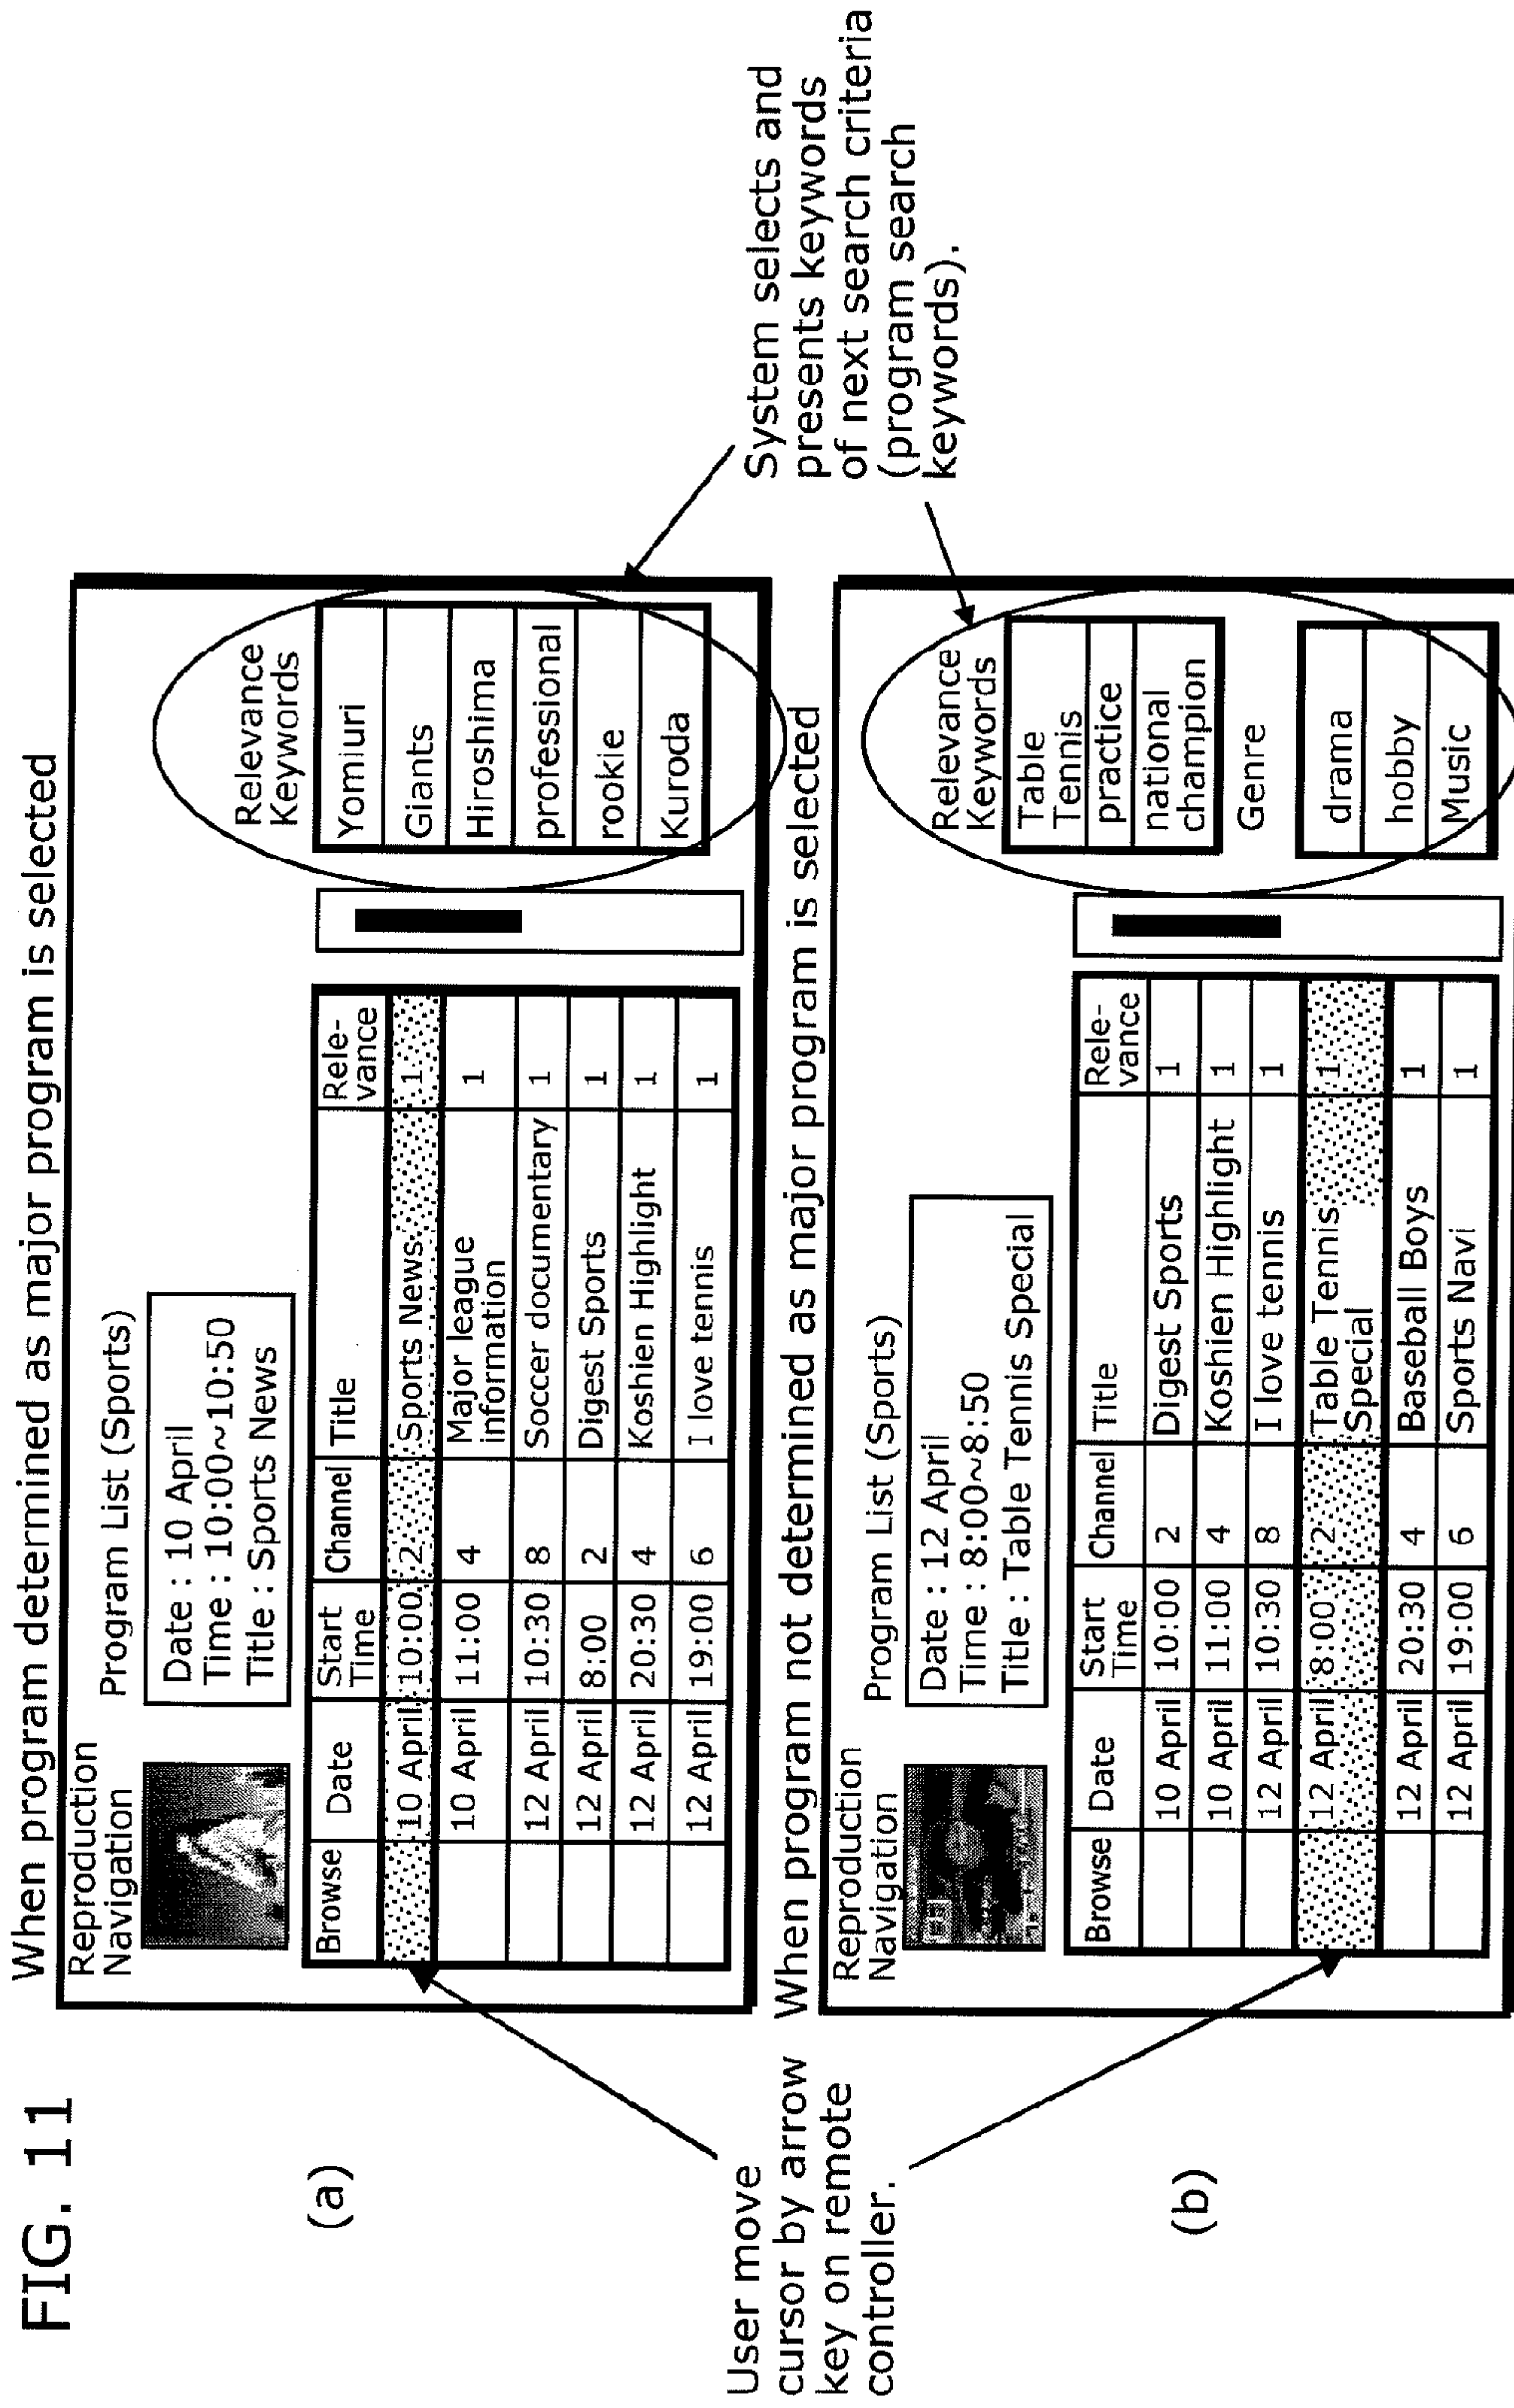 FIG. 11
(a)
When program determined as major program is selected
Reproduction
Navigation
Program List (Sports)
Date : 10 April
Time : 10:00~10:50
Title : Sports News
Browse Date Start Time Channel Title Rele-vance
10 April 10:00 2 Sports News 1
10 April 11:00 4 Major league information 1
12 April 10:30 8 Soccer documentary 1
12 April 8:00 2 Digest Sports 1
12 April 20:30 4 Koshien Highlight 1
12 April 19:00 6 I love tennis 1
Relevance
Keywords
Yomiuri
Giants
Hiroshima
professional
rookie
Kuroda
User move
cursor by arrow
key on remote
controller.
System selects and
presents keywords
of next search criteria
(program search
keywords).
(b)
When program not determined as major program is selected
Reproduction
Navigation
Program List (Sports)
Date : 12 April
Time : 8:00~8:50
Title : Table Tennis Special
Browse Date Start Time Channel Title Rele-vance
10 April 10:00 2 Digest Sports 1
10 April 11:00 4 Koshien Highlight 1
12 April 10:30 8 I love tennis 1
12 April 8:00 2 Table Tennis Special 1
12 April 20:30 4 Baseball Boys 1
12 April 19:00 6 Sports Navi 1
Relevance
Keywords
Table
Tennis
practice
national
champion
Genre
drama
hobby
Music